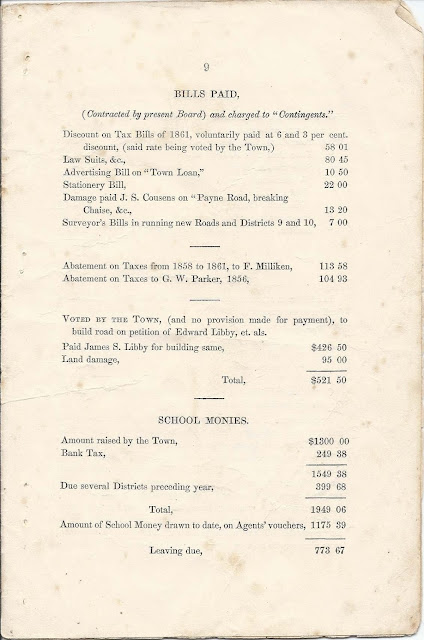 9
BILLS PAID,
(Contracted by present Board) and charged to "Contingents."
Discount on Tax Bills of 1861, voluntarily paid at 6 and 3 per cent.
discount, (said rate being voted by the Town,) 58 01
Law Suits, &c., 80 45
Advertising Bill on "Town Loan," 10 50
Stationery Bill, 22 00
Damage paid J. S. Cousens on "Payne Road, breaking
Chaise, &c., 13 20
Surveyor's Bills in running new Roads and Districts 9 and 10, 7 00
Abatement on Taxes from 1858 to 1861, to F. Milliken, 113 58
Abatement on Taxes to G. W. Parker, 1856, 104 93
VOTED BY THE TOWN, (and no provision made for payment), to
build road on petition of Edward Libby, et. als.
Paid James S. Libby for building same, $426 50
Land damage, 95 00
Total, $521 50
SCHOOL MONIES.
Amount raised by the Town, $1300 00
Bank Tax, 249 38
1549 38
Due several Districts preceding year, 399 68
Total, 1949 06
Amount of School Money drawn to date, on Agents' vouchers, 1175 39
Leaving due, 773 67